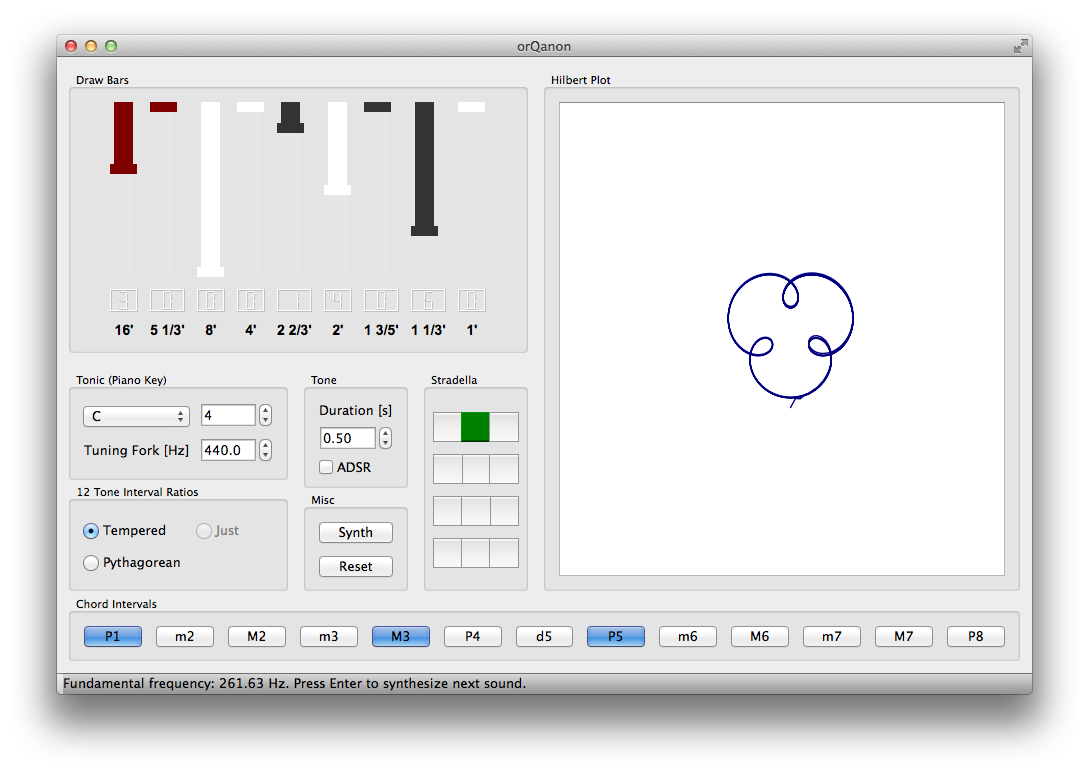 orQanon
Draw Bars
3 0 0 0 1 4 0 6 0
16' 5 1/3' 8' 4' 2 2/3' 2' 1 3/5' 1 1/3' 1'
Hilbert Plot
Tonic (Piano Key)
C 4
Tuning Fork [Hz] 440.0
12 Tone Interval Ratios
Tempered Just
Pythagorean
Tone
Duration [s]
0.50
ADSR
Misc
Synth
Reset
Stradella
Chord Intervals
P1 m2 M2 m3 M3 P4 d5 P5 m6 M6 m7 M7 P8
Fundamental frequency: 261.63 Hz. Press Enter to synthesize next sound.